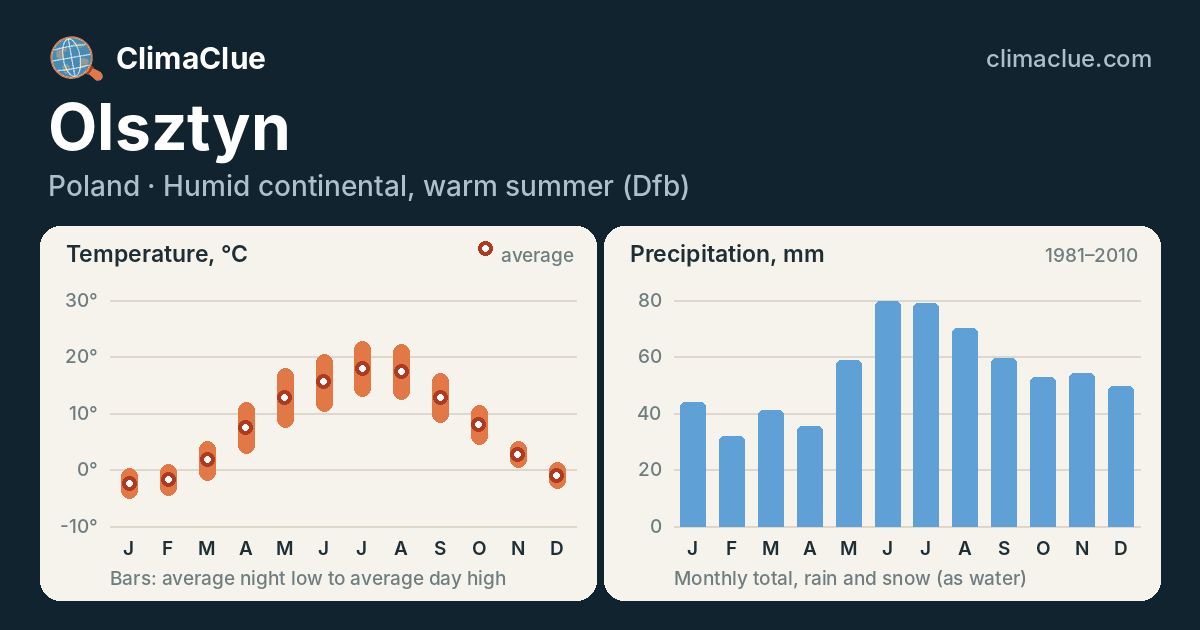 ClimaClue
climaclue.com
Olsztyn
Poland · Humid continental, warm summer (Dfb)
Temperature, °C
average
30°
20°
10°
0°
-10°
J F M A M J J A S O N D
Bars: average night low to average day high
Precipitation, mm
1981–2010
80
60
40
20
0
J F M A M J J A S O N D
Monthly total, rain and snow (as water)